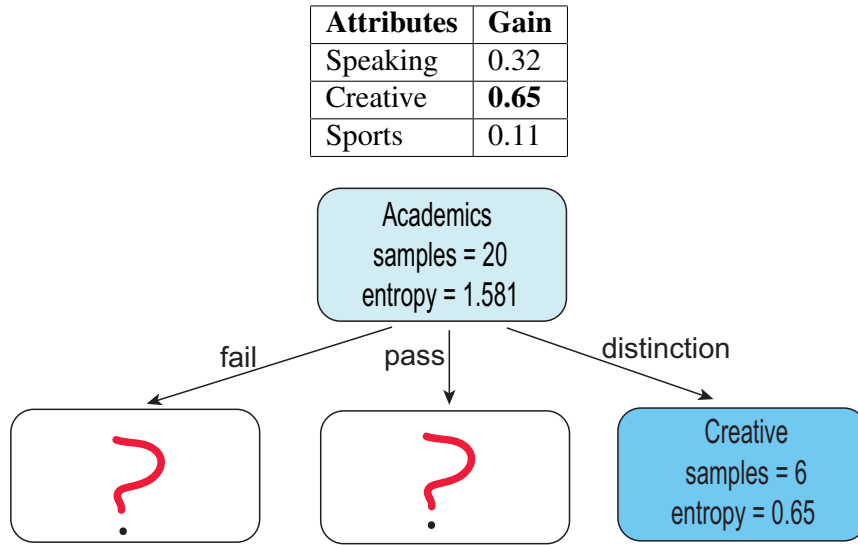 Attributes Gain
Speaking 0.32
Creative 0.65
Sports 0.11
Academics
samples = 20
entropy = 1.581
fail
pass
distinction
?
?
Creative
samples = 6
entropy = 0.65